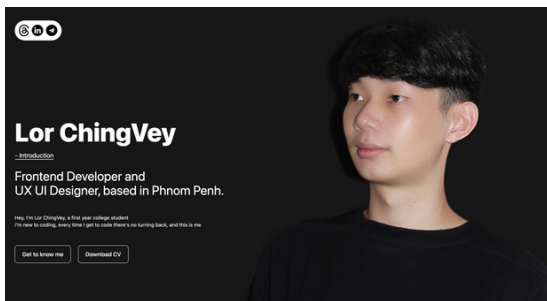 Lor ChingVey
- Introduction
Frontend Developer and
UX UI Designer, based in Phnom Penh.
Hey, I'm Lor ChingVey, a first year college student
I'm new to coding, every time i get to code there's no turning back, and this is me
Get to know me
Download CV